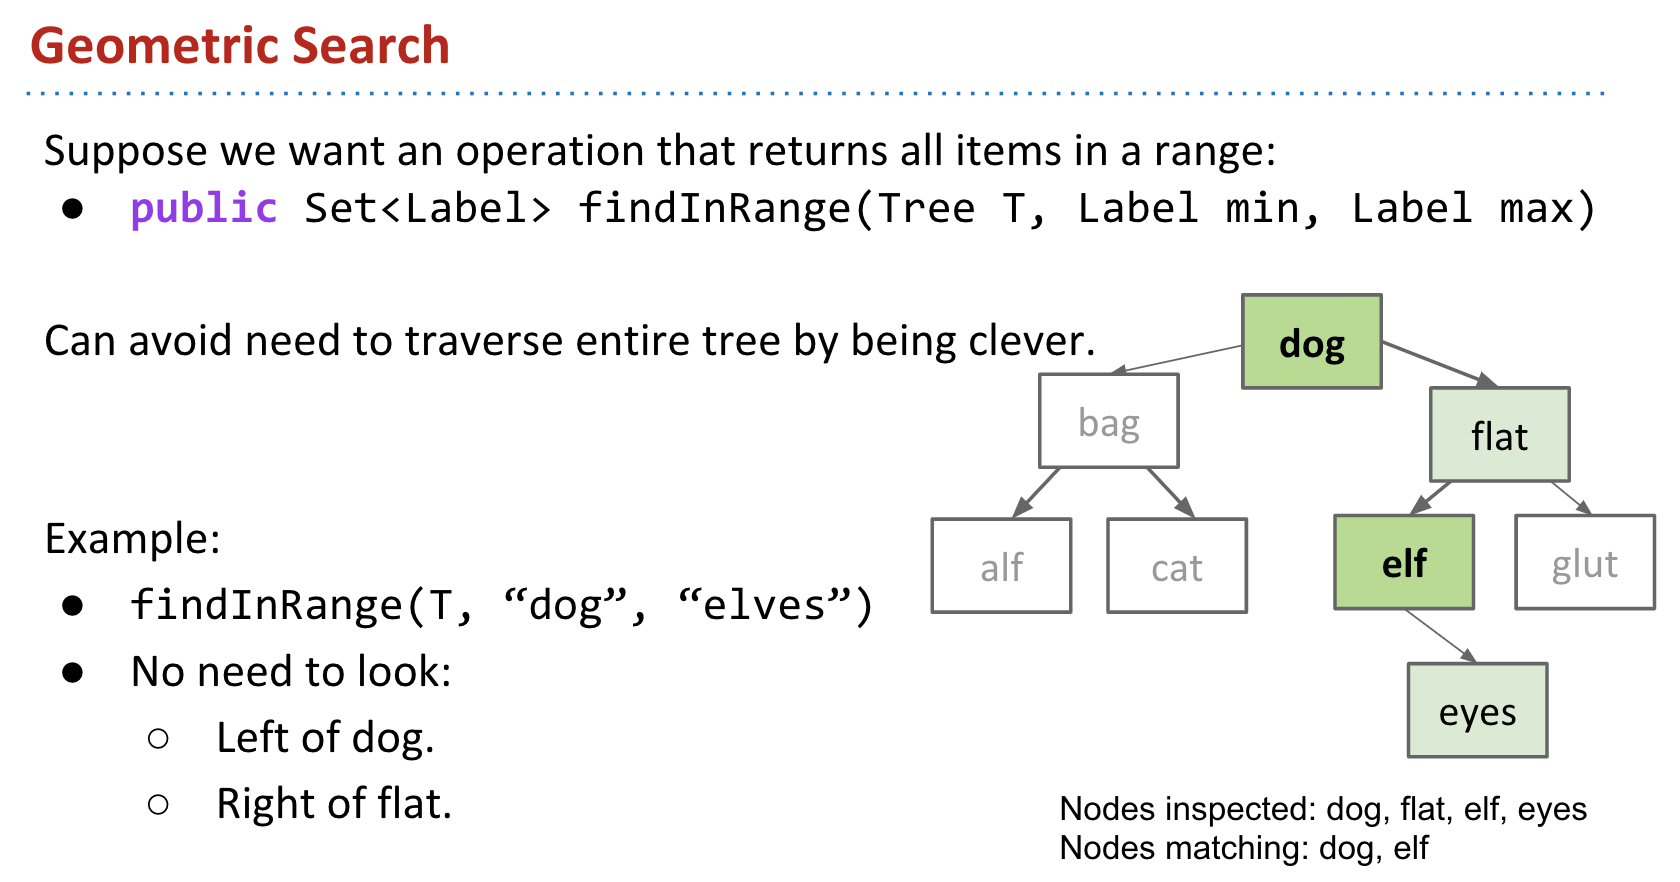 Geometric Search
Suppose we want an operation that returns all items in a range:
● public Set<Label> findInRange(Tree T, Label min, Label max)
Can avoid need to traverse entire tree by being clever.
dog
bag
flat
alf
cat
elf
glut
eyes
Example:
● findInRange(T, “dog”, “elves”)
● No need to look:
○ Left of dog.
○ Right of flat.
Nodes inspected: dog, flat, elf, eyes
Nodes matching: dog, elf